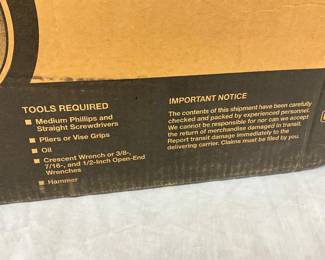 TOOLS REQUIRED
Medium Phillips and
Straight Screwdrivers
Pliers or Vise Grips
Oil
Crescent Wrench or 3/8-,
7/16-, and 1/2-Inch Open-End
Wrenches
Hammer
IMPORTANT NOTICE
The contents of this shipment have been carefully
checked and packed by experienced personnel.
We cannot be responsible for nor can we accept
the return of merchandise damaged in transit.
Report transit damage immediately to the
delivering carrier. Claims must be filed by you.